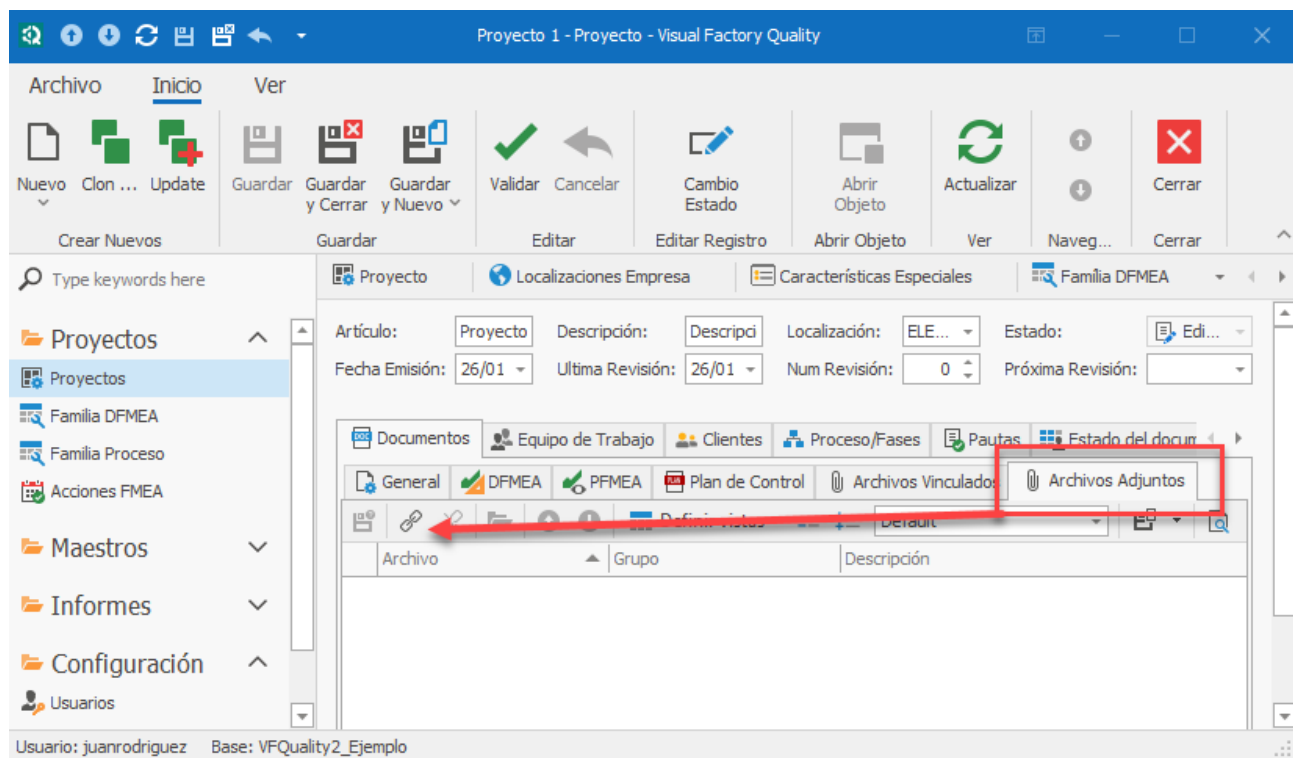 Proyecto 1 - Proyecto - Visual Factory Quality
Archivo Inicio Ver
Nuevo Clon ... Update Guardar Guardar y Cerrar Guardar y Nuevo Validar Cancelar Cambio Estado Abrir Objeto Actualizar Cerrar
Crear Nuevos Guardar Editar Editar Registro Abrir Objeto Ver Naveg... Cerrar
Type keywords here
Proyecto Localizaciones Empresa Características Especiales Família DFMEA
Proyectos
Proyectos
Familia DFMEA
Familia Proceso
Acciones FMEA
Maestros
Informes
Configuración
Usuarios
Artículo: Proyecto Descripción: Descripci Localización: ELE... Estado: Edi...
Fecha Emisión: 26/01 Ultima Revisión: 26/01 Num Revisión: 0 Próxima Revisión:
Documentos Equipo de Trabajo Clientes Proceso/Fases Pautas Estado del docum
General DFMEA PFMEA Plan de Control Archivos Vinculados Archivos Adjuntos
Definir vistas Default
Archivo Grupo Descripción
Usuario: juanrodriguez Base: VFQuality2_Ejemplo